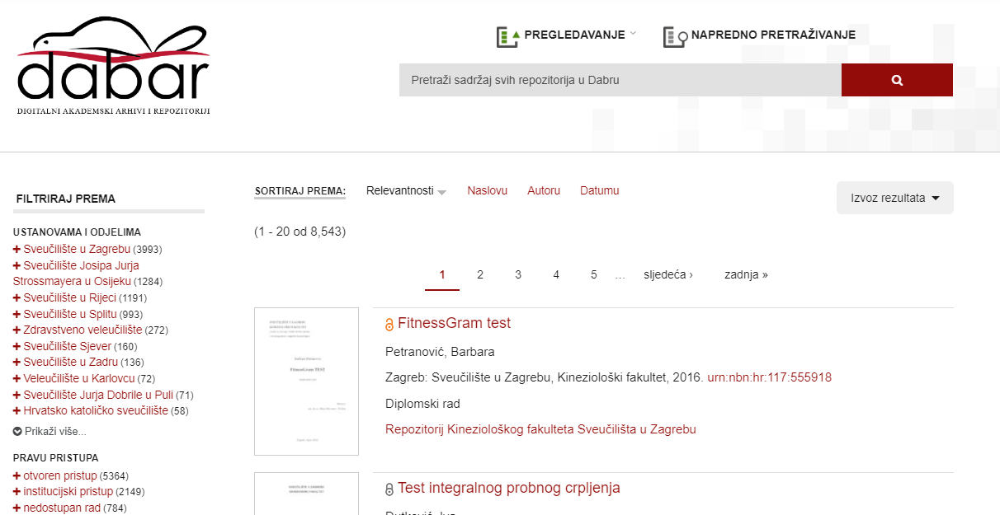 dabar
DIGITALNI AKADEMSKI ARHIVI I REPOZITORIJI
PREGLEDAVANJE
NAPREDNO PRETRAŽIVANJE
Pretraži sadržaj svih repozitorija u Dabru
FILTRIRAJ PREMA
USTANOVAMA I ODJELIMA
+ Sveučilište u Zagrebu (3993)
+ Sveučilište Josipa Jurja
Strossmayera u Osijeku (1284)
+ Sveučilište u Rijeci (1191)
+ Sveučilište u Splitu (993)
+ Zdravstveno veleučilište (272)
+ Sveučilište Sjever (160)
+ Sveučilište u Zadru (136)
+ Veleučilište u Karlovcu (72)
+ Sveučilište Jurja Dobrile u Puli (71)
+ Hrvatsko katoličko sveučilište (58)
Prikaži više...
PRAVU PRISTUPA
+ otvoren pristup (5364)
+ institucijski pristup (2149)
+ nedostupan rad (784)
SORTIRAJ PREMA: Relevantnosti Naslovu Autoru Datumu
Izvoz rezultata
(1 - 20 od 8,543)
1 2 3 4 5 … sljedeća › zadnja »
FitnessGram test
Petranović, Barbara
Zagreb: Sveučilište u Zagrebu, Kineziološki fakultet, 2016. urn:nbn:hr:117:555918
Diplomski rad
Repozitorij Kineziološkog fakulteta Sveučilišta u Zagrebu
FitnessGram TEST
Test integralnog probnog crpljenja